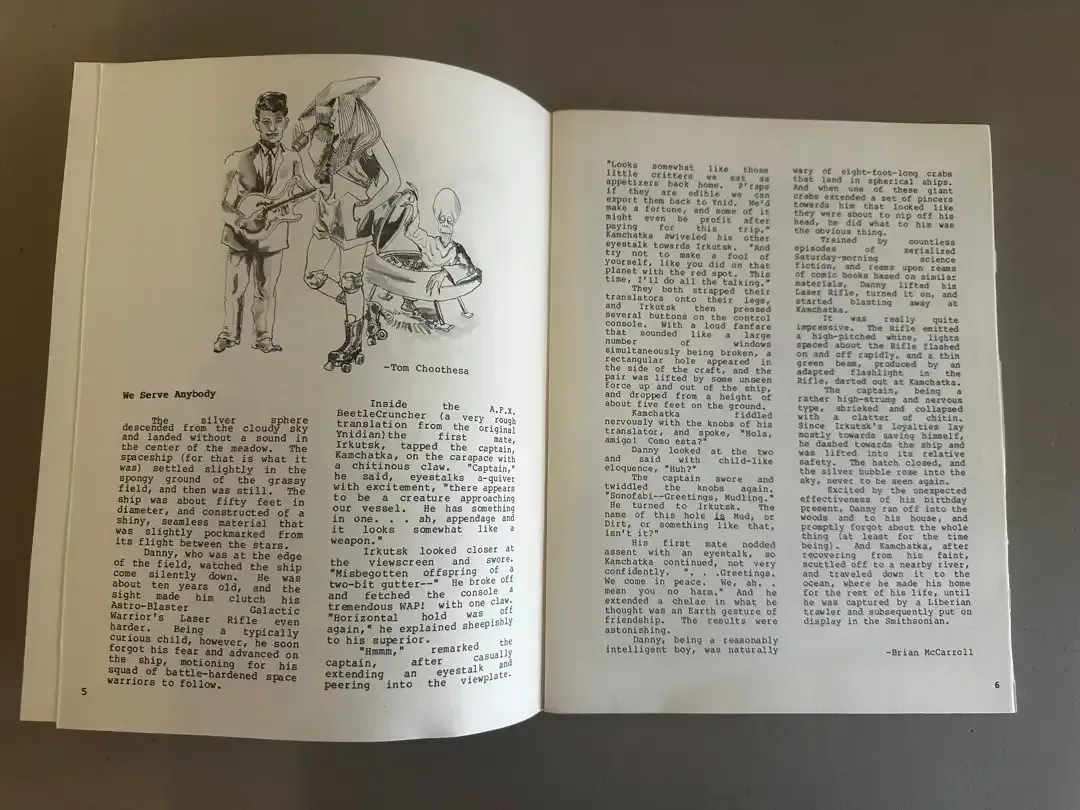 -Tom Choothesa
We Serve Anybody
The silver sphere
descended from the cloudy sky
and landed without a sound in
the center of the meadow. The
spaceship (for that is what it
was) settled slightly in the
spongy ground of the grassy
field, and then was still. The
ship was about fifty feet in
diameter, and constructed of a
shiny, seamless material that
was slightly pockmarked from
its flight between the stars.
Danny, who was at the edge
of the field, watched the ship
come silently down. He was
about ten years old, and the
sight made him clutch his
Astro-Blaster Galactic
Warrior's Laser Rifle even
harder. Being a typically
curious child, however, he soon
forgot his fear and advanced on
the ship, motioning for his
squad of battle-hardened space
warriors to follow.
5
Inside the A.P.X.
BeetleCruncher (a very rough
translation from the original
Ynidian) the first mate,
Irkutsk, tapped the captain,
Kamchatka, on the carapace with
a chitinous claw. "Captain,"
he said, eyestalks a-quiver
with excitement, "there appears
to be a creature approaching
our vessel. He has something
in one. . . ah, appendage and
it looks somewhat like a
weapon."
Irkutsk looked closer at
the viewscreen and swore.
"Misbegotten offspring of a
two-bit gutter--" He broke off
and fetched the console a
tremendous WAP! with one claw.
"Horizontal hold was off
again," he explained sheepishly
to his superior.
"Hmmm," remarked the
captain, after casually
extending an eyestalk and
peering into the viewplate.
"Looks somewhat like those
little critters we eat as
appetizers back home. P'raps
if they are edible we can
export them back to Ynid. We'd
make a fortune, and some of it
might even be profit after
paying for this trip,"
Kamchatka swiveled his other
eyestalk towards Irkutsk. "And
try not to make a fool of
yourself, like you did on that
planet with the red spot. This
time, I'll do all the talking."
They both strapped their
translators onto their legs,
and Irkutsk then pressed
several buttons on the control
console. With a loud fanfare
that sounded like a large
number of windows
simultaneously being broken, a
rectangular hole appeared in
the side of the craft, and the
pair was lifted by some unseen
force up and out of the ship,
and dropped from a height of
about five feet on the ground.
Kamchatka fiddled
nervously with the knobs of his
translator, and spoke, "Hola,
amigo! Como esta?"
Danny looked at the two
and said with child-like
eloquence, "Huh?"
The captain swore and
twiddled the knobs again.
"Sonofabi--Greetings, Mudling."
He turned to Irkutsk. The
name of this hole is Mud, or
Dirt, or something like that,
isn't it?"
His first mate nodded
assent with an eyestalk, so
Kamchatka continued, not very
confidently. ". . .Greetings.
We come in peace. We, ah. .
mean you no harm." And he
extended a chelae in what he
thought was an Earth gesture of
friendship. The results were
astonishing.
Danny, being a reasonably
intelligent boy, was naturally
wary of eight-foot-long crabs
that land in spherical ships.
And when one of these giant
crabs extended a set of pincers
towards him that looked like
they were about to nip off his
head, he did what to him was
the obvious thing.
Trained by countless
episodes of serialized
Saturday-morning science
fiction, and reams upon reams
of comic books based on similar
materials, Danny lifted his
Laser Rifle, turned it on, and
started blasting away at
Kamchatka.
It was really quite
impressive. The Rifle emitted
a high-pitched whine, lights
spaced about the Rifle flashed
on and off rapidly, and a thin
green beam, produced by an
adapted flashlight in the
Rifle, darted out at Kamchatka.
The captain, being a
rather high-strung and nervous
type, shrieked and collapsed
with a clatter of chitin.
Since Irkutsk's loyalties lay
mostly towards saving himself,
he dashed towards the ship and
was lifted into its relative
safety. The hatch closed, and
the silver bubble rose into the
sky, never to be seen again.
Excited by the unexpected
effectiveness of his birthday
present, Danny ran off into the
woods and to his house, and
promptly forgot about the whole
thing (at least for the time
being). And Kamchatka, after
recovering from his faint,
scuttled off to a nearby river,
and traveled down it to the
ocean, where he made his home
for the rest of his life, until
he was captured by a Liberian
trawler and subsequently put on
display in the Smithsonian.
-Brian McCarroll
6